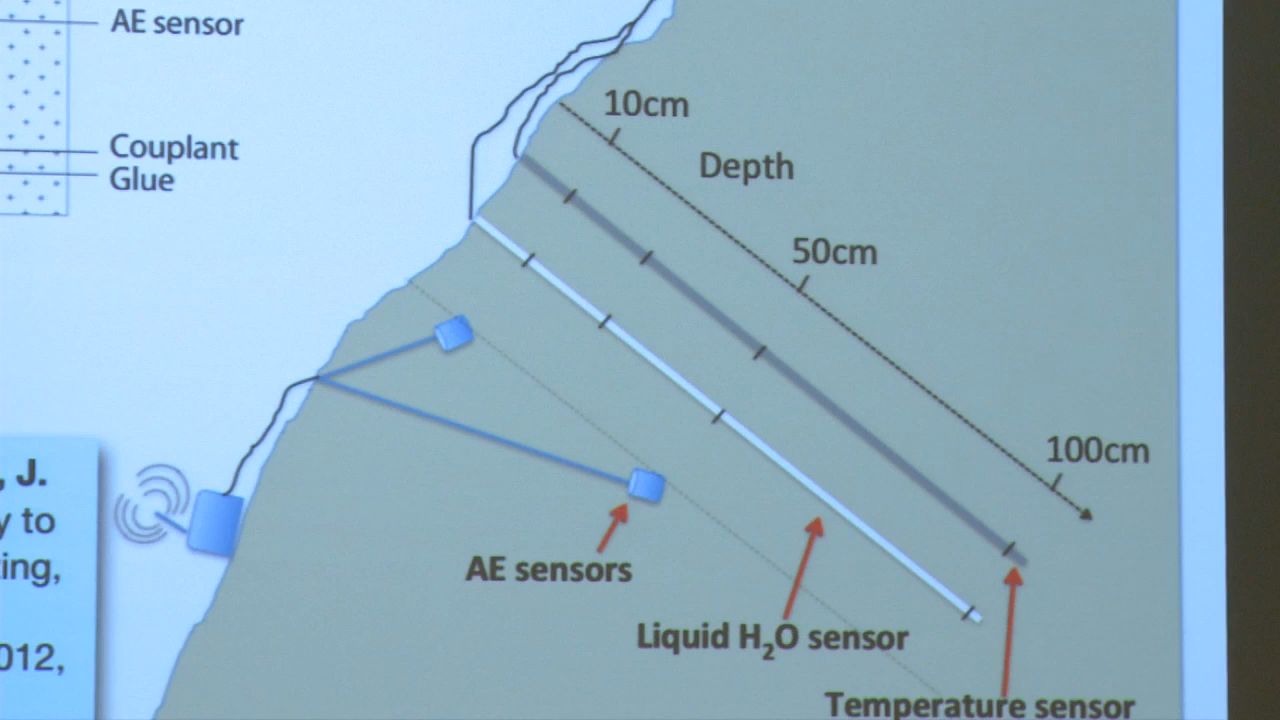 AE sensor
Couplant
Glue
10cm
Depth
50cm
100cm
AE sensors
Liquid H₂O sensor
Temperature sensor
, J.
y to
ing,
012,